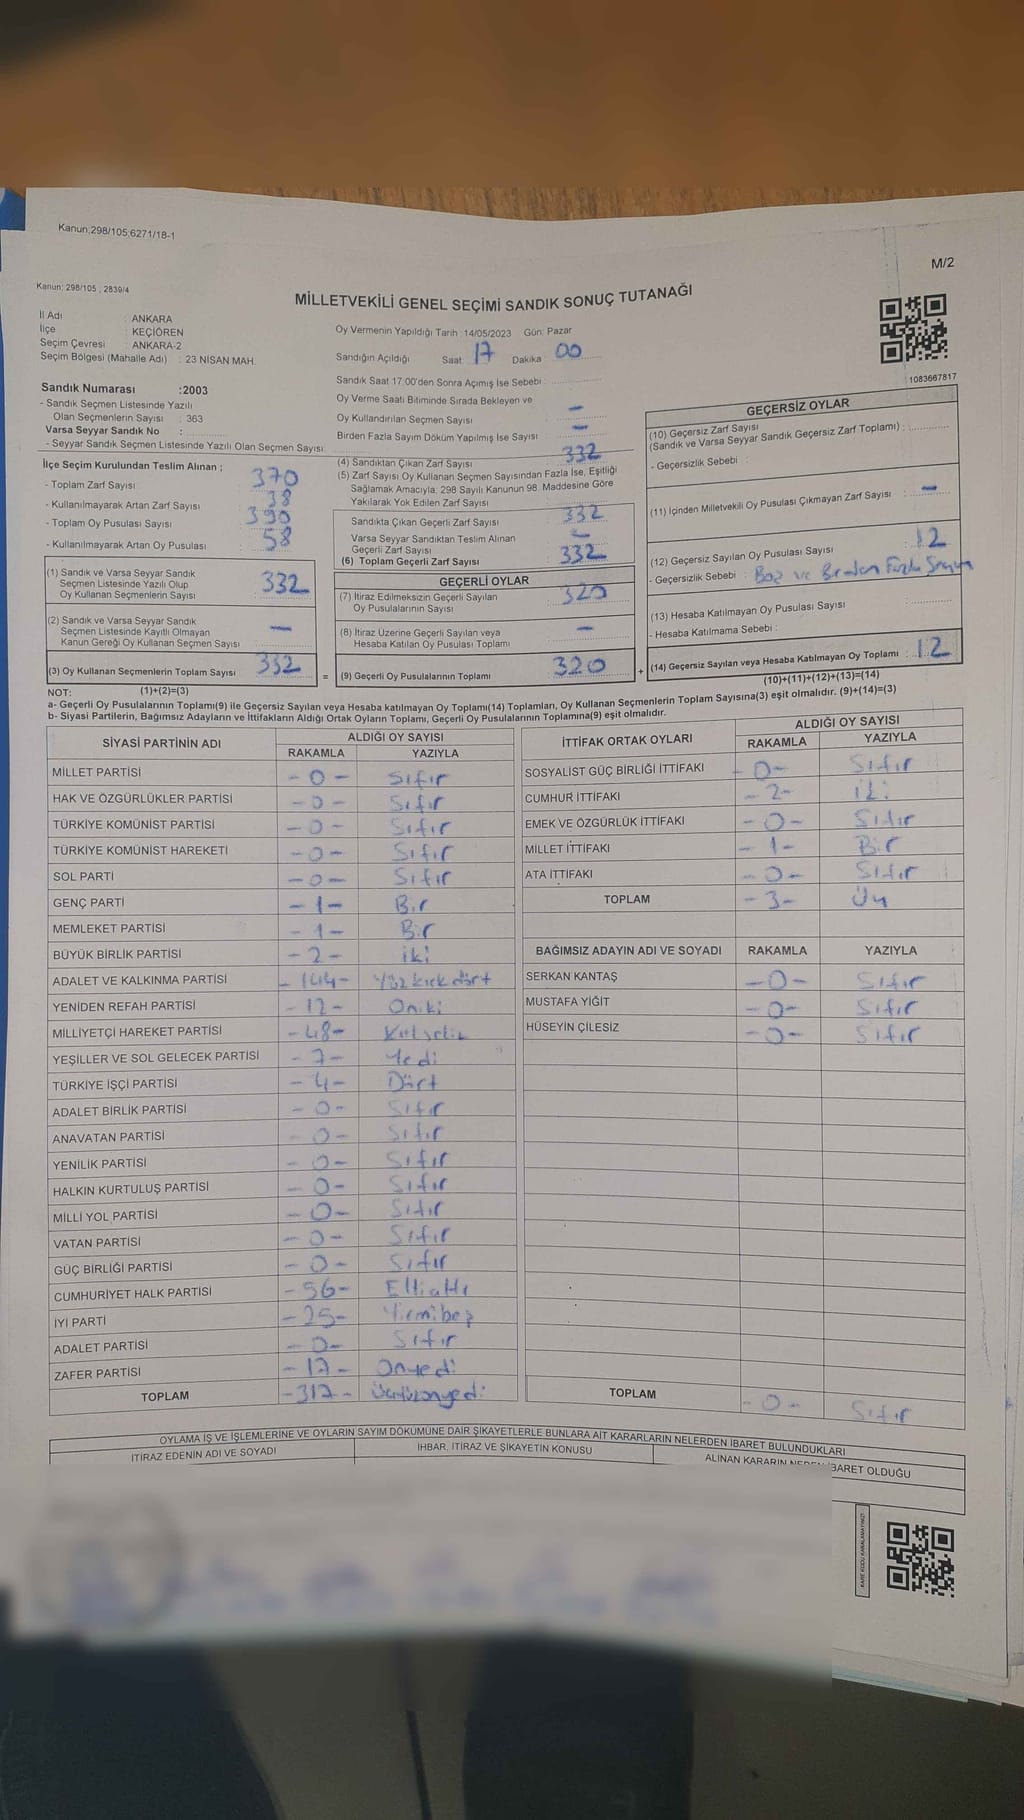 Kanun;298/105;6271/18-1
M/2
Kanun: 298/105 ; 2839/4
MİLLETVEKİLİ GENEL SEÇİMİ SANDIK SONUÇ TUTANAĞI
İl Adı : ANKARA
İlçe : KEÇİÖREN
Seçim Çevresi : ANKARA-2
Seçim Bölgesi (Mahalle Adı) : 23 NİSAN MAH.
Sandık Numarası :2003
- Sandık Seçmen Listesinde Yazılı
Olan Seçmenlerin Sayısı : 363
Varsa Seyyar Sandık No :
- Seyyar Sandık Seçmen Listesinde Yazılı Olan Seçmen Sayısı:
Oy Vermenin Yapıldığı Tarih :14/05/2023 Gün: Pazar
Sandığın Açıldığı Saat 17 Dakika 00
Sandık Saat 17.00'den Sonra Açımış İse Sebebi :
Oy Verme Saati Bitiminde Sırada Bekleyen ve
Oy Kullandırılan Seçmen Sayısı —
Birden Fazla Sayım Döküm Yapılmış İse Sayısı —
1083667817
İlçe Seçim Kurulundan Teslim Alınan ;
- Toplam Zarf Sayısı 370
- Kullanılmayarak Artan Zarf Sayısı 38
- Toplam Oy Pusulası Sayısı 390
- Kullanılmayarak Artan Oy Pusulası 58
(4) Sandıktan Çıkan Zarf Sayısı 332
(5) Zarf Sayısı Oy Kullanan Seçmen Sayısından Fazla İse, Eşitliği
Sağlamak Amacıyla, 298 Sayılı Kanunun 98. Maddesine Göre
Yakılarak Yok Edilen Zarf Sayısı
Sandıkta Çıkan Geçerli Zarf Sayısı 332
Varsa Seyyar Sandıktan Teslim Alınan
Geçerli Zarf Sayısı —
(6) Toplam Geçerli Zarf Sayısı 332
(1) Sandık ve Varsa Seyyar Sandık
Seçmen Listesinde Yazılı Olup
Oy Kullanan Seçmenlerin Sayısı 332
(2) Sandık ve Varsa Seyyar Sandık
Seçmen Listesinde Kayıtlı Olmayan
Kanun Gereği Oy Kullanan Seçmen Sayısı —
(3) Oy Kullanan Seçmenlerin Toplam Sayısı 332
GEÇERLİ OYLAR
(7) İtiraz Edilmeksizin Geçerli Sayılan
Oy Pusulalarının Sayısı 320
(8) İtiraz Üzerine Geçerli Sayılan veya
Hesaba Katılan Oy Pusulası Toplamı —
= (9) Geçerli Oy Pusulalarının Toplamı 320 +
GEÇERSİZ OYLAR
(10) Geçersiz Zarf Sayısı
(Sandık ve Varsa Seyyar Sandık Geçersiz Zarf Toplamı) :
- Geçersizlik Sebebi :
(11) İçinden Milletvekili Oy Pusulası Çıkmayan Zarf Sayısı : —
(12) Geçersiz Sayılan Oy Pusulası Sayısı : 12
- Geçersizlik Sebebi : Boş ve Birden Fazla
(13) Hesaba Katılmayan Oy Pusulası Sayısı
- Hesaba Katılmama Sebebi :
(14) Geçersiz Sayılan veya Hesaba Katılmayan Oy Toplamı : 12
(10)+(11)+(12)+(13)=(14)
NOT: (1)+(2)=(3)
a- Geçerli Oy Pusulasının Toplamı(9) ile Geçersiz Sayılan veya Hesaba katılmayan Oy Toplamı(14) Toplamları, Oy Kullanan Seçmenlerin Toplam Sayısına(3) eşit olmalıdır. (9)+(14)=(3)
b- Siyasi Partilerin, Bağımsız Adayların ve İttifakların Aldığı Ortak Oyların Toplamı, Geçerli Oy Pusulalarının Toplamına(9) eşit olmalıdır.
SİYASİ PARTİNİN ADI ALDIĞI OY SAYISI
RAKAMLA YAZIYLA
MİLLET PARTİSİ -0- Sıfır
HAK VE ÖZGÜRLÜKLER PARTİSİ -0- Sıfır
TÜRKİYE KOMÜNİST PARTİSİ -0- Sıfır
TÜRKİYE KOMÜNİST HAREKETİ -0- Sıfır
SOL PARTİ -0- Sıfır
GENÇ PARTİ -1- Bir
MEMLEKET PARTİSİ -1- Bir
BÜYÜK BİRLİK PARTİSİ -2- iki
ADALET VE KALKINMA PARTİSİ -144- Yüz kırk dört
YENİDEN REFAH PARTİSİ -12- Oniki
MİLLİYETÇİ HAREKET PARTİSİ -48- Kırksekiz
YEŞİLLER VE SOL GELECEK PARTİSİ -7- Yedi
TÜRKİYE İŞÇİ PARTİSİ -4- Dört
ADALET BİRLİK PARTİSİ -0- Sıfır
ANAVATAN PARTİSİ -0- Sıfır
YENİLİK PARTİSİ -0- Sıfır
HALKIN KURTULUŞ PARTİSİ -0- Sıfır
MİLLİ YOL PARTİSİ -0- Sıfır
VATAN PARTİSİ -0- Sıfır
GÜÇ BİRLİĞİ PARTİSİ -0- Sıfır
CUMHURİYET HALK PARTİSİ -56- Elli altı
İYİ PARTİ -25- Yirmibeş
ADALET PARTİSİ -0- Sıfır
ZAFER PARTİSİ -17- Onyedi
TOPLAM -317- Üçyüzonyedi
İTTİFAK ORTAK OYLARI ALDIĞI OY SAYISI
RAKAMLA YAZIYLA
SOSYALİST GÜÇ BİRLİĞİ İTTİFAKI -0- Sıfır
CUMHUR İTTİFAKI -2- İki
EMEK VE ÖZGÜRLÜK İTTİFAKI -0- Sıfır
MİLLET İTTİFAKI -1- Bir
ATA İTTİFAKI -0- Sıfır
TOPLAM -3- Üç
BAĞIMSIZ ADAYIN ADI VE SOYADI RAKAMLA YAZIYLA
SERKAN KANTAŞ -0- Sıfır
MUSTAFA YİĞİT -0- Sıfır
HÜSEYİN ÇİLESİZ -0- Sıfır
TOPLAM -0- Sıfır
OYLAMA İŞ VE İŞLEMLERİNE VE OYLARIN SAYIM DÖKÜMÜNE DAİR ŞİKAYETLERLE BUNLARA AİT KARARLARIN NELERDEN İBARET BULUNDUKLARI
İTİRAZ EDENİN ADI VE SOYADI İHBAR, İTİRAZ VE ŞİKAYETİN KONUSU ALINAN KARARIN İBARET OLDUĞU
KARE KODU KARALAMAYINIZ!